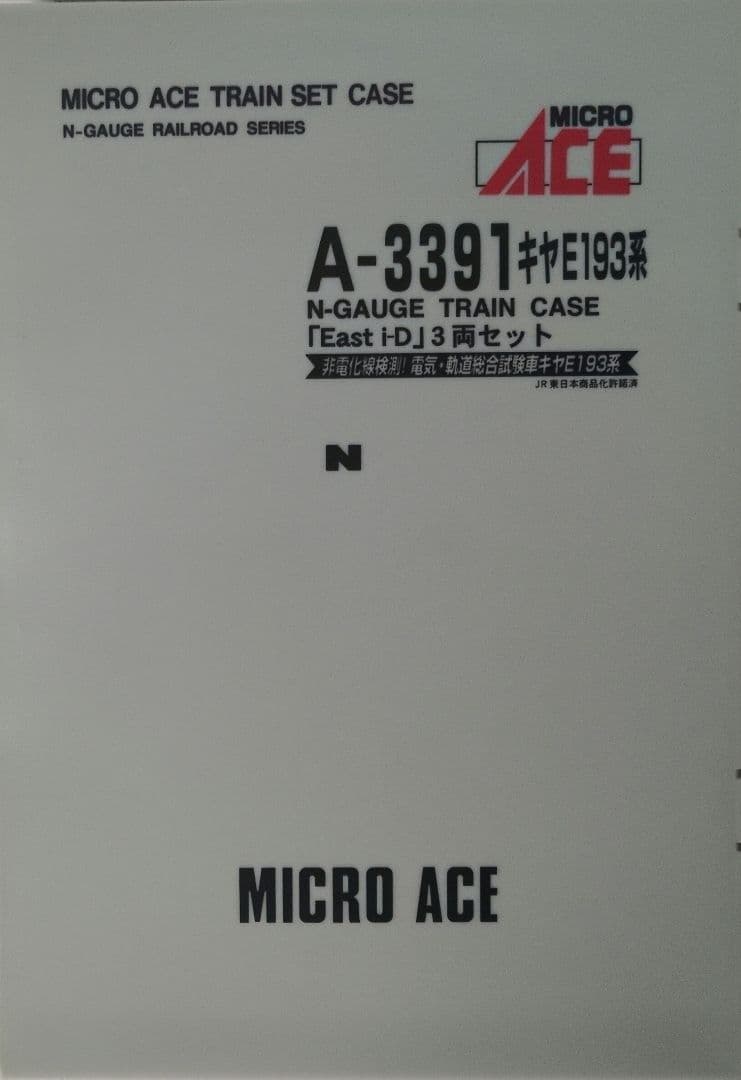 MICRO ACE TRAIN SET CASE
N-GAUGE RAILROAD SERIES
MICRO
ACE
A-3391キヤE193系
N-GAUGE TRAIN CASE
「East i-D」3両セット
非電化線検測!電気・軌道総合試験車キヤE193系
JR東日本商品化許諾済
N
MICRO ACE